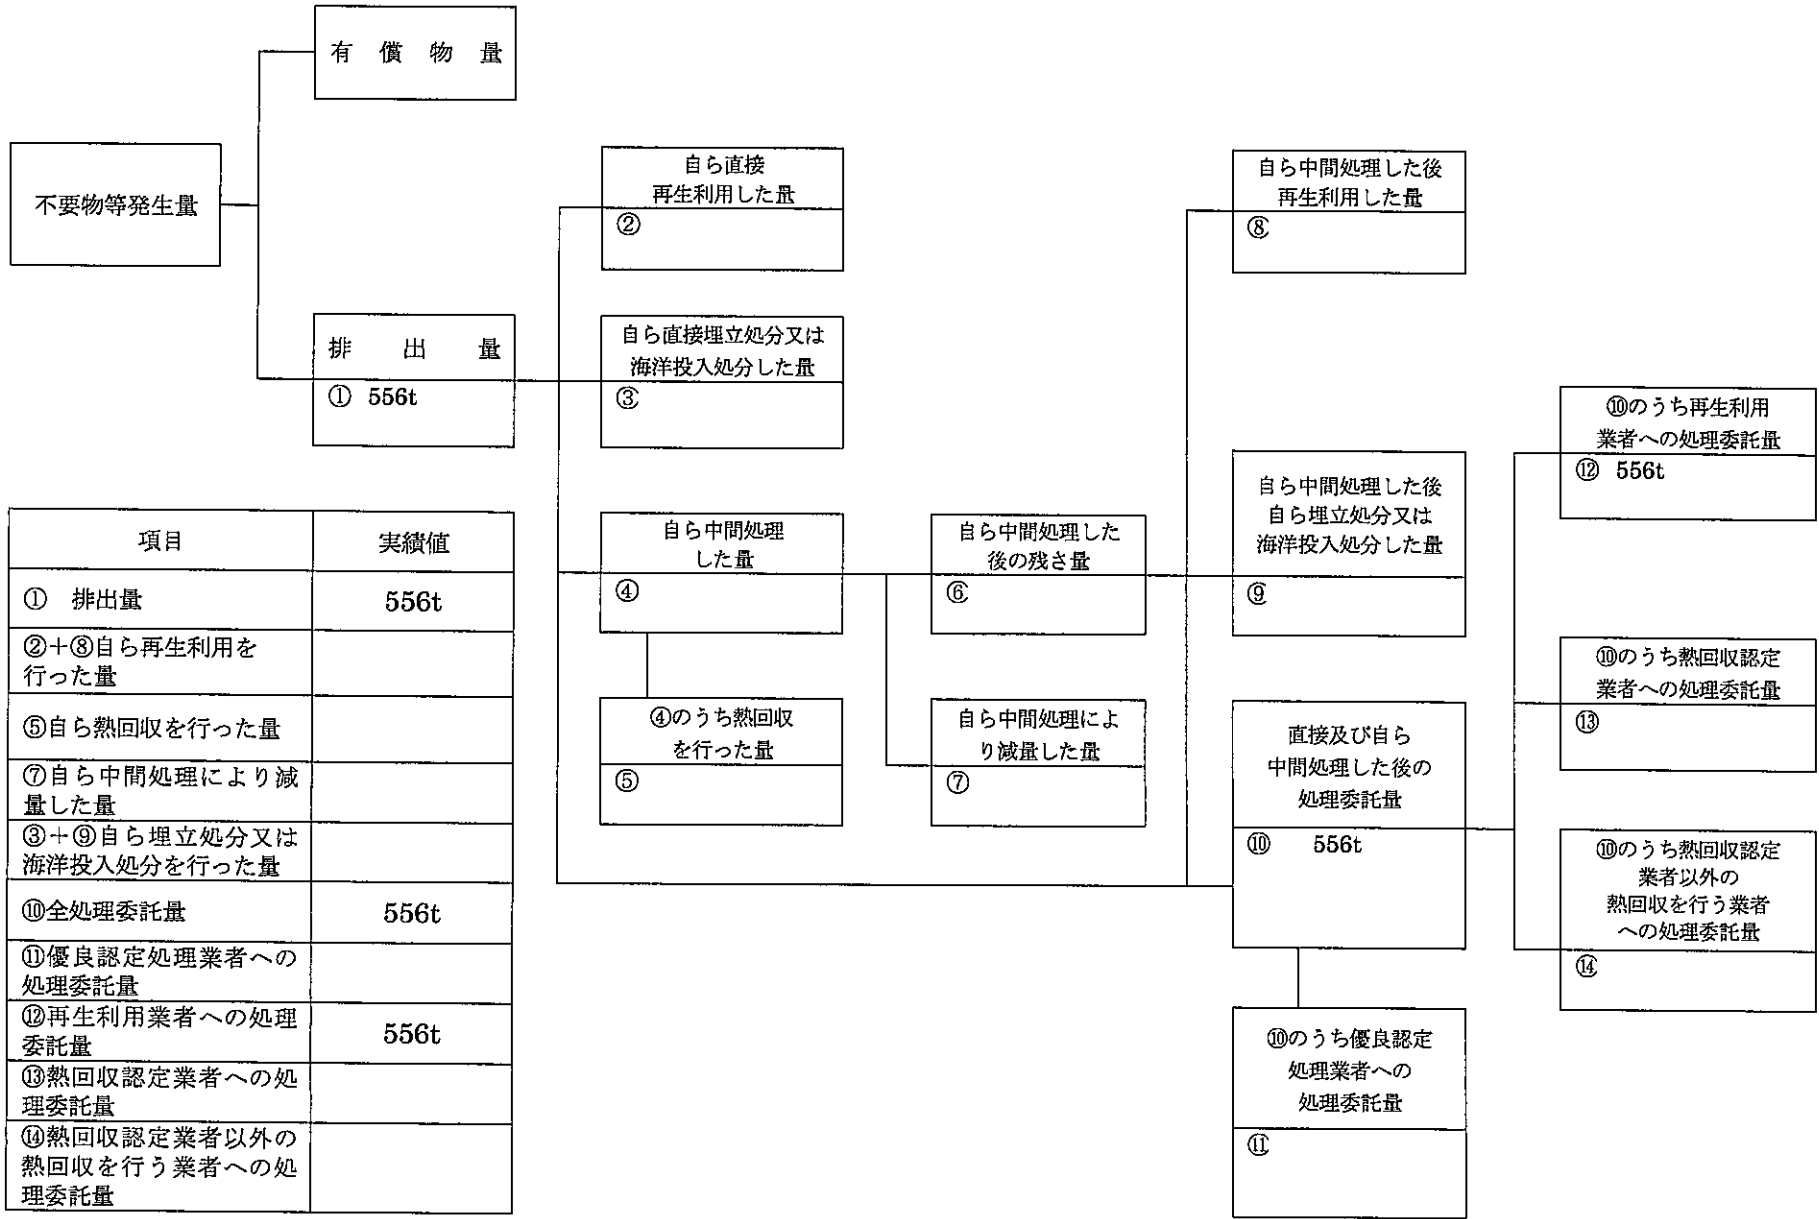 有償物量
不要物等発生量
排出量
① 556t
自ら直接
再生利用した量
②
自ら直接埋立処分又は
海洋投入処分した量
③
自ら中間処理
した量
④
④のうち熱回収
を行った量
⑤
自ら中間処理した
後の残さ量
⑥
自ら中間処理によ
り減量した量
⑦
自ら中間処理した後
再生利用した量
⑧
自ら中間処理した後
自ら埋立処分又は
海洋投入処分した量
⑨
直接及び自ら
中間処理した後の
処理委託量
⑩ 556t
⑩のうち優良認定
処理業者への
処理委託量
⑪
⑩のうち再生利用
業者への処理委託量
⑫ 556t
⑩のうち熱回収認定
業者への処理委託量
⑬
⑩のうち熱回収認定
業者以外の
熱回収を行う業者
への処理委託量
⑭
項目 実績値
① 排出量 556t
②+⑧自ら再生利用を
行った量
⑤自ら熱回収を行った量
⑦自ら中間処理により減
量した量
③+⑨自ら埋立処分又は
海洋投入処分を行った量
⑩全処理委託量 556t
⑪優良認定処理業者への
処理委託量
⑫再生利用業者への処理
委託量 556t
⑬熱回収認定業者への処
理委託量
⑭熱回収認定業者以外の
熱回収を行う業者への処
理委託量